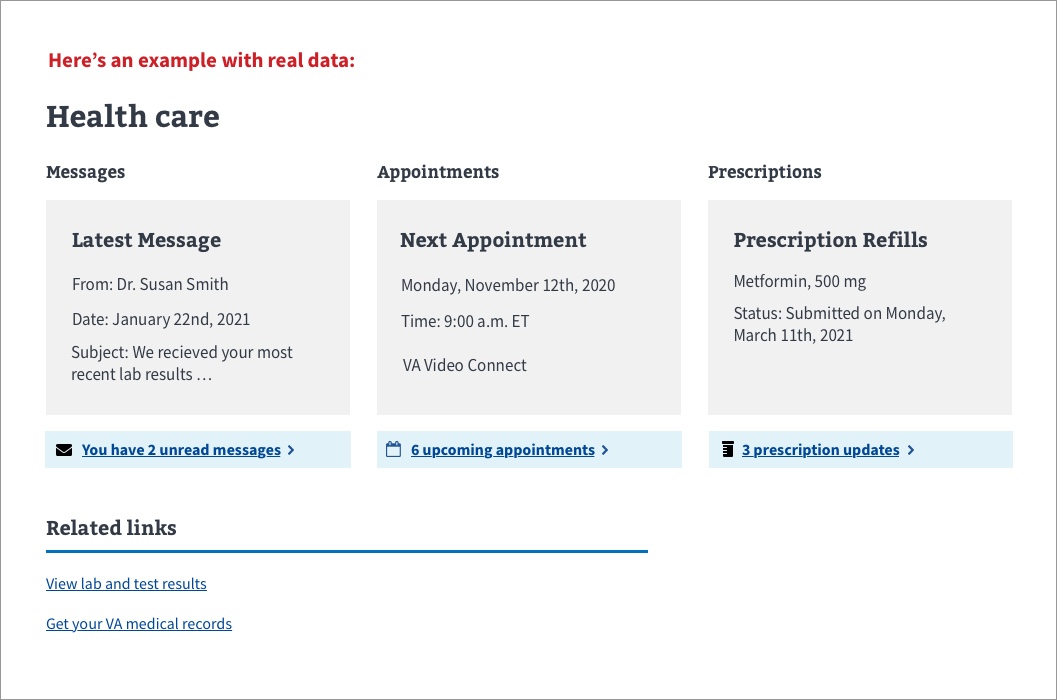 Here’s an example with real data:
Health care
Messages
Latest Message
From: Dr. Susan Smith
Date: January 22nd, 2021
Subject: We recieved your most
recent lab results …
You have 2 unread messages
Appointments
Next Appointment
Monday, November 12th, 2020
Time: 9:00 a.m. ET
VA Video Connect
6 upcoming appointments
Prescriptions
Prescription Refills
Metformin, 500 mg
Status: Submitted on Monday,
March 11th, 2021
3 prescription updates
Related links
View lab and test results
Get your VA medical records